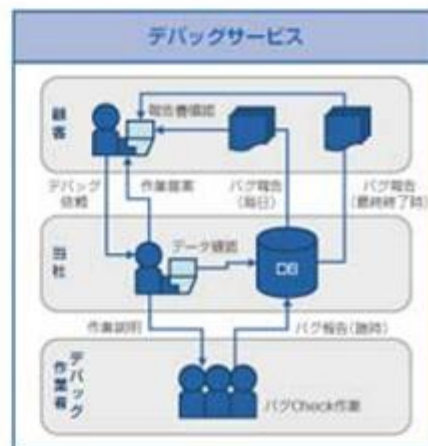 デバッグサービス
顧客
報告書確認
デバッグ
依頼
作業提案
バグ報告
(毎日)
バグ報告
(最終終了時)
当社
データ確認
DB
作業説明
バグ報告(随時)
デバッグ
作業者
バグCheck作業